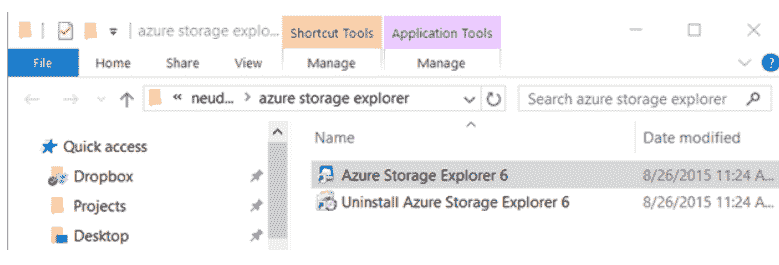 azure storage explo... Shortcut Tools Application Tools
File Home Share View Manage Manage
« neud... > azure storage explorer Search azure storage explorer
Name Date modified
Quick access
Dropbox
Projects
Desktop
Azure Storage Explorer 6 8/26/2015 11:24 A...
Uninstall Azure Storage Explorer 6 8/26/2015 11:24 A...